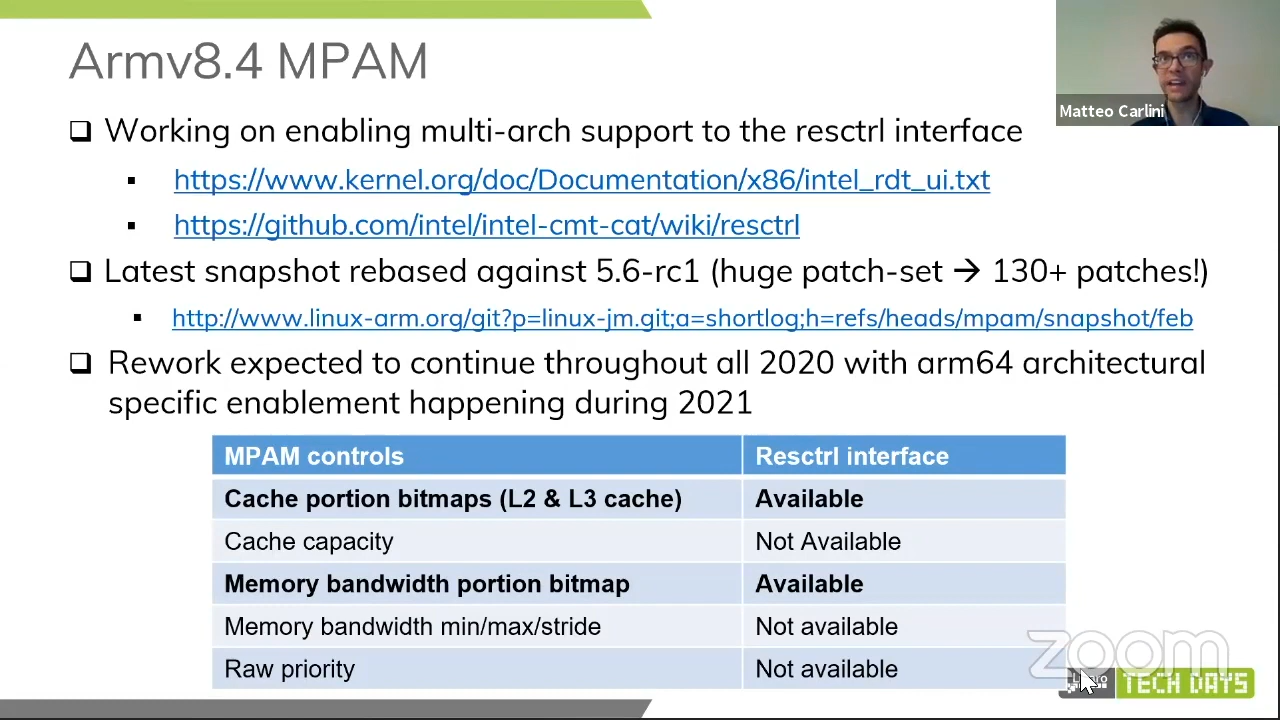 Armv8.4 MPAM
Matteo Carlini
Working on enabling multi-arch support to the resctrl interface
https://www.kernel.org/doc/Documentation/x86/intel_rdt_ui.txt
https://github.com/intel/intel-cmt-cat/wiki/resctrl
Latest snapshot rebased against 5.6-rc1 (huge patch-set → 130+ patches!)
http://www.linux-arm.org/git?p=linux-jm.git;a=shortlog;h=refs/heads/mpam/snapshot/feb
Rework expected to continue throughout all 2020 with arm64 architectural
specific enablement happening during 2021
MPAM controls Resctrl interface
Cache portion bitmaps (L2 & L3 cache) Available
Cache capacity Not Available
Memory bandwidth portion bitmap Available
Memory bandwidth min/max/stride Not available
Raw priority Not available
zoom
TECH DAYS